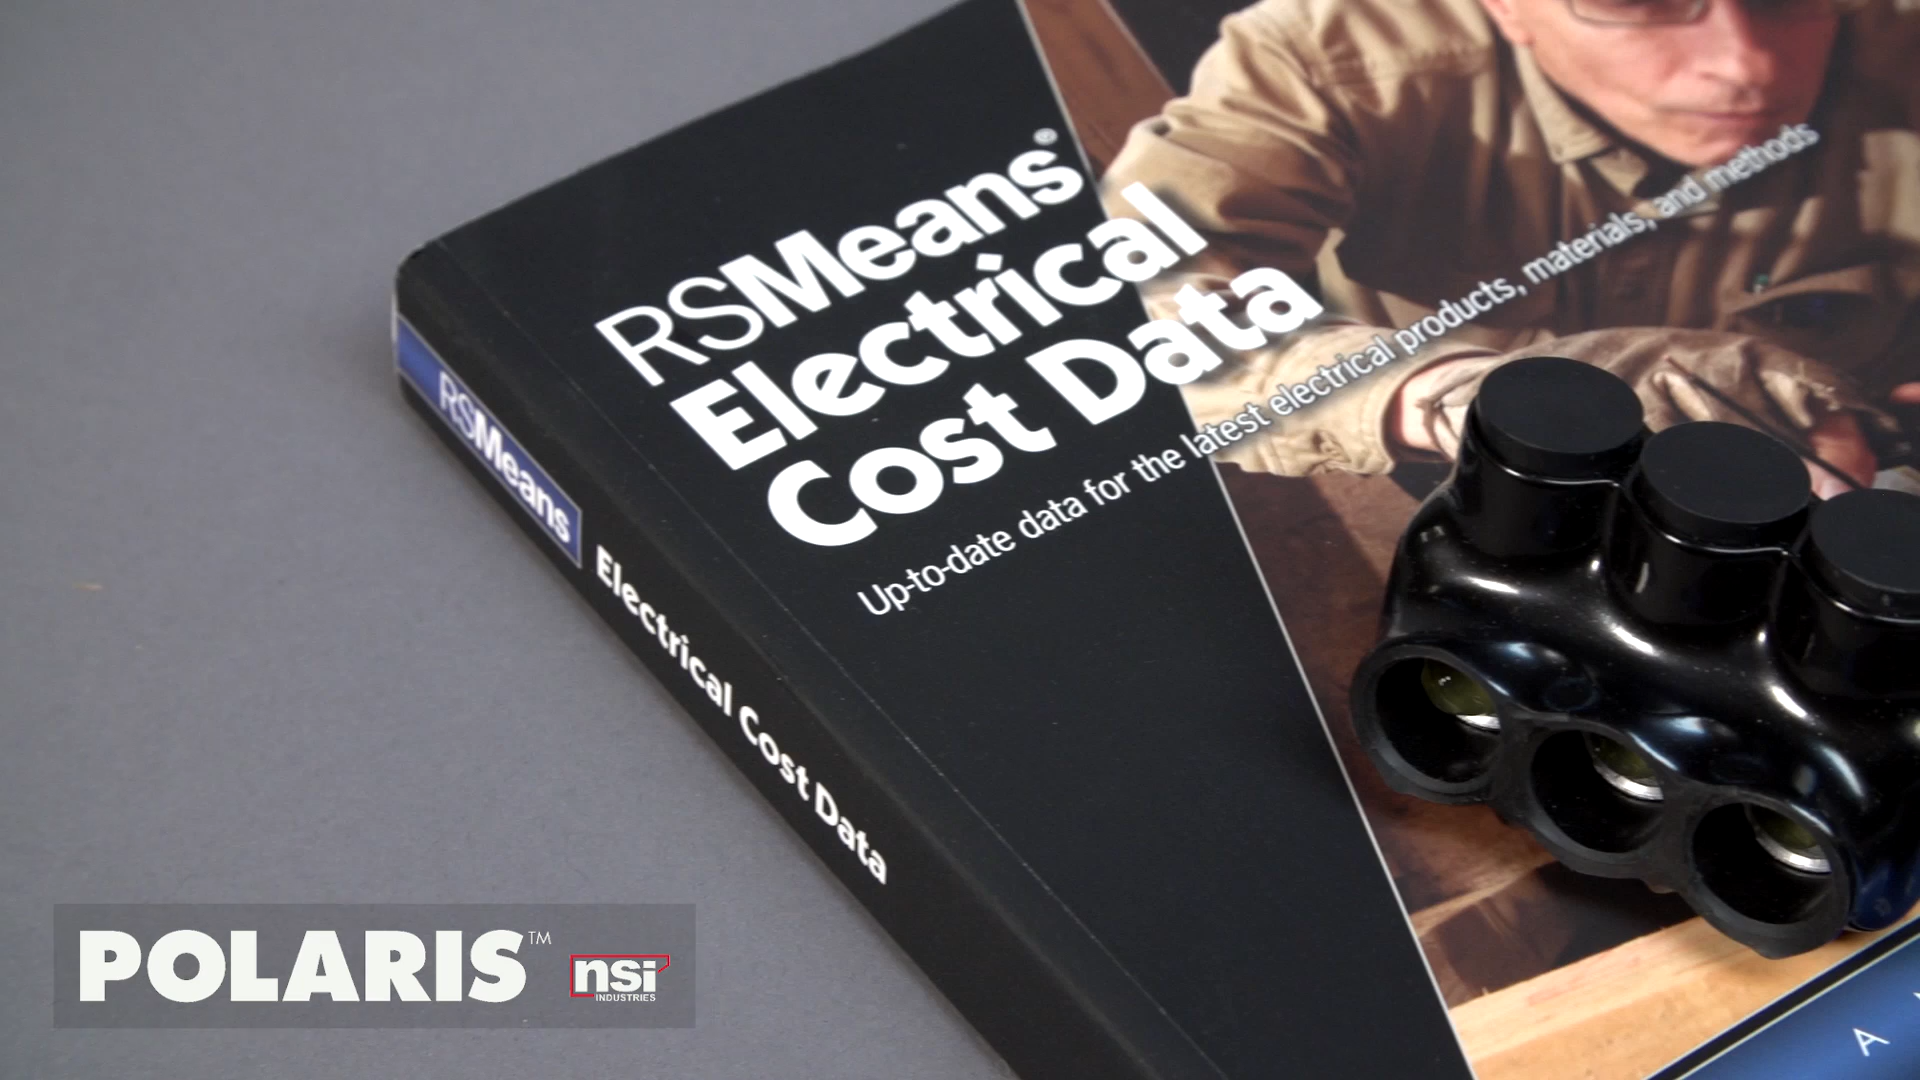 RSMeans®
Electrical
Cost Data
Up-to-date data for the latest electrical products, materials, and methods
RSMeans Electrical Cost Data
POLARIS™
nsi
INDUSTRIES
A